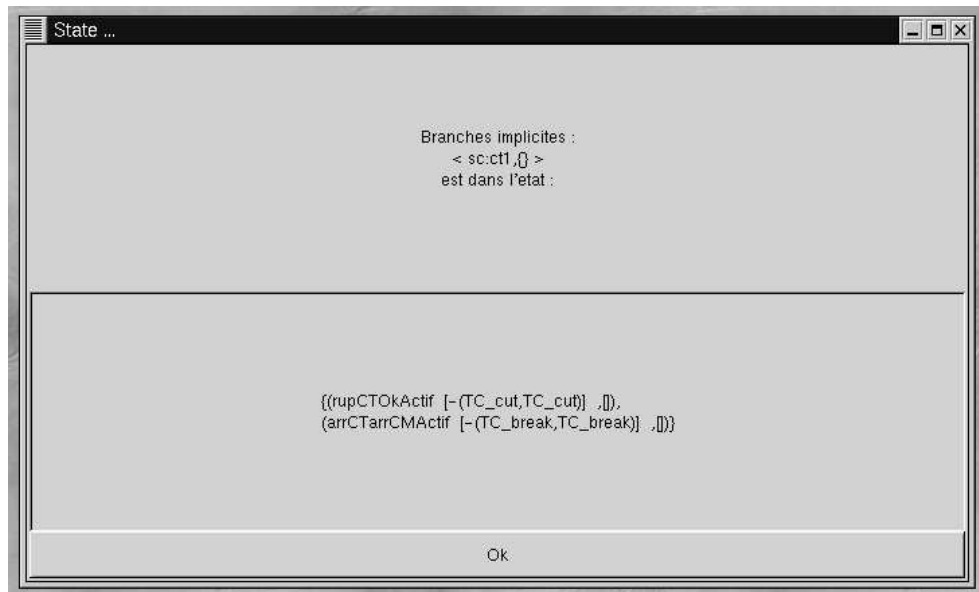 State ...
Branches implicites :
< sc:ct1,{} >
est dans l'etat :
{(rupCTOkActif [-(TC_cut,TC_cut)] ,[]),
(arrCTarrCMActif [-(TC_break,TC_break)] ,[])}
Ok